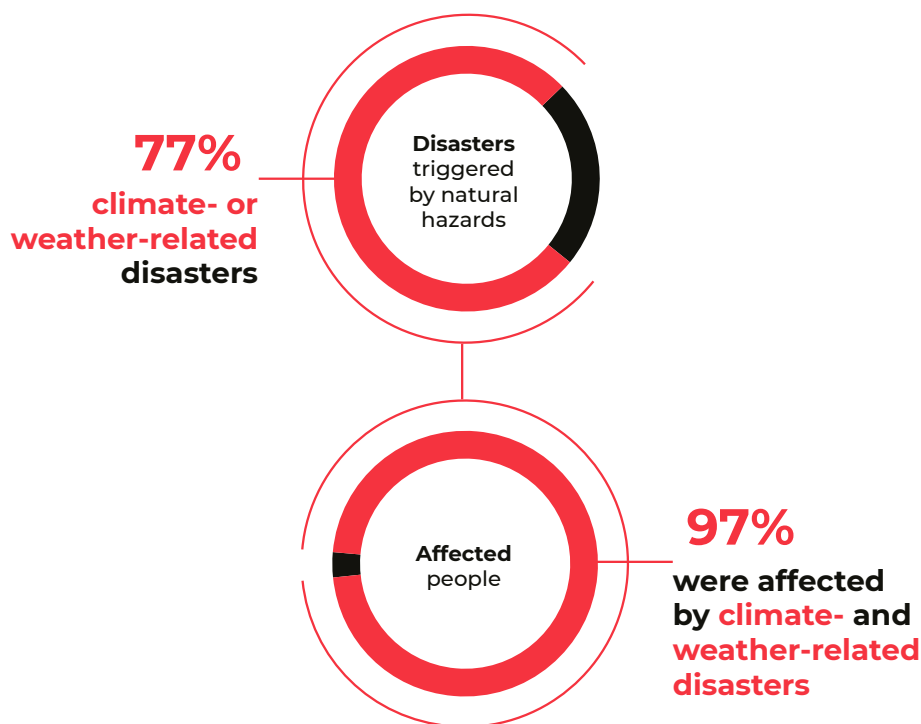 Disasters
triggered
by natural
hazards
77%
climate- or
weather-related
disasters
Affected
people
97%
were affected
by climate- and
weather-related
disasters